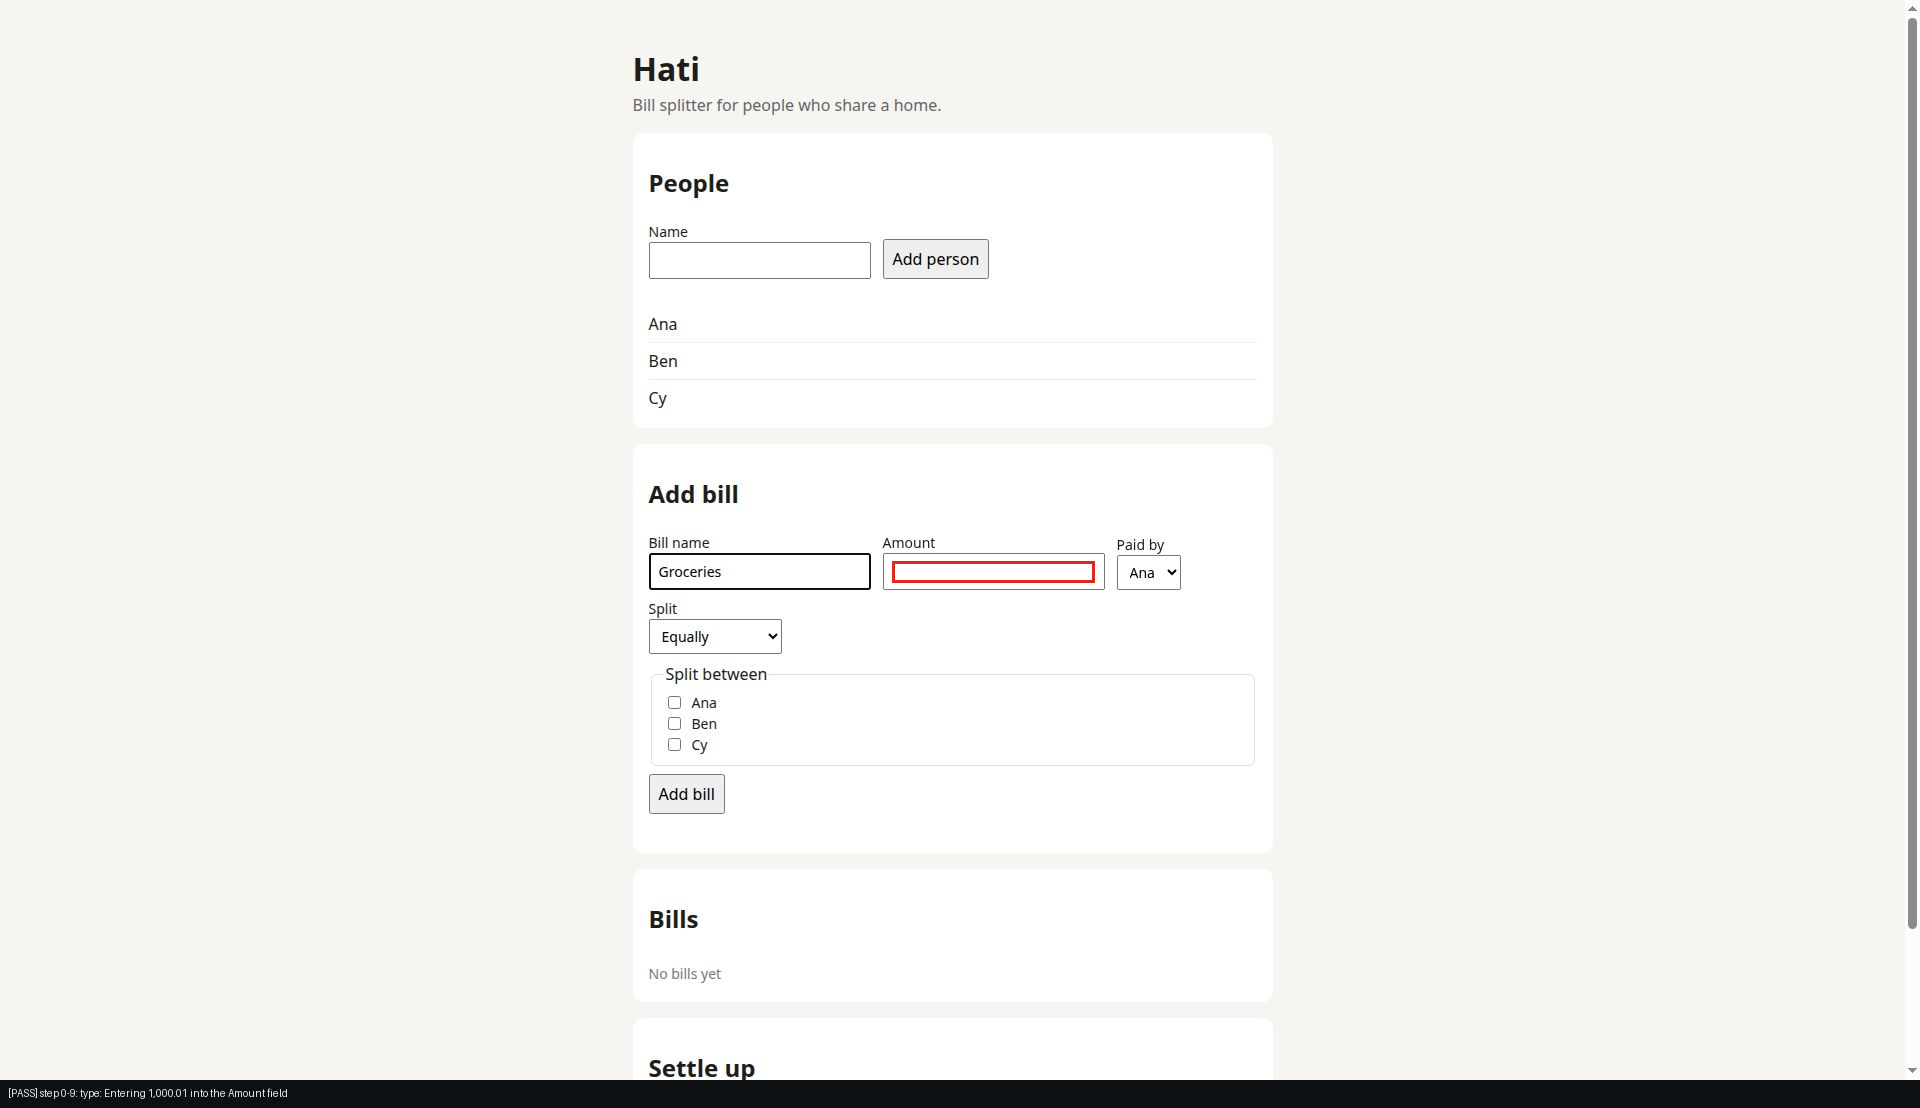 Hati
Bill splitter for people who share a home.
People
Name
Add person
Ana
Ben
Cy
Add bill
Bill name
Amount
Paid by
Groceries
Ana
Split
Equally
Split between
Ana
Ben
Cy
Add bill
Bills
No bills yet
Settle up
[PASS] step 0-9: type: Entering 1,000.01 into the Amount field